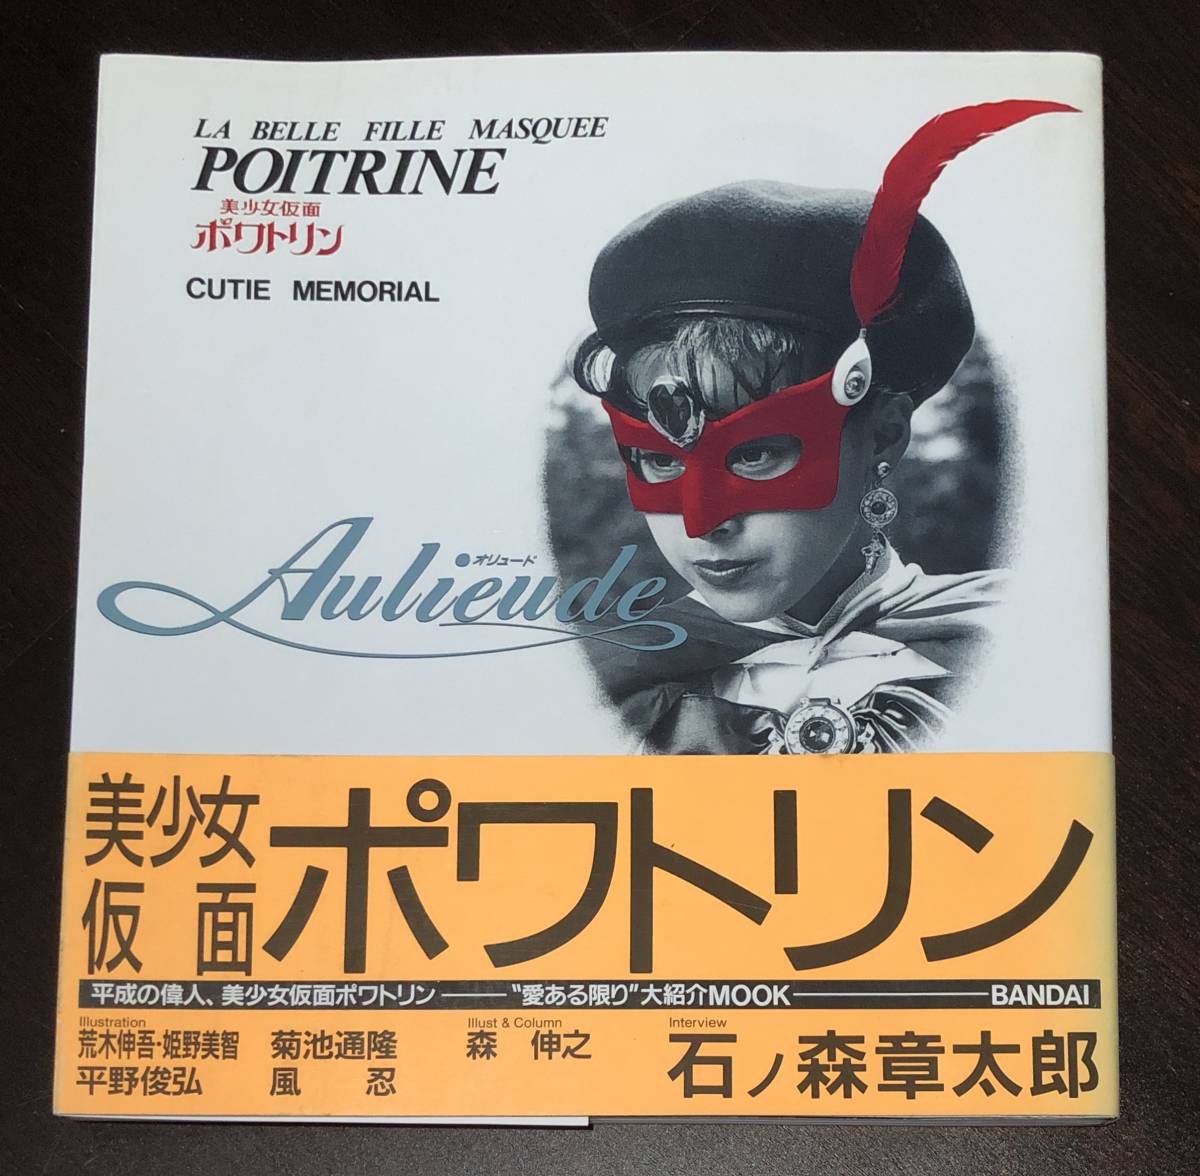 LA BELLE FILLE MASQUEE
POITRINE
美少女仮面
ポワトリン
CUTIE MEMORIAL
オリュード
Aulieude
美少女
仮面
ポワトリン
平成の偉人、美少女仮面ポワトリン――“愛ある限り”大紹介MOOK――BANDAI
Illustration
荒木伸吾・姫野美智 菊池通隆
平野俊弘 風忍
Illust & Column
森 伸之
Interview
石ノ森章太郎